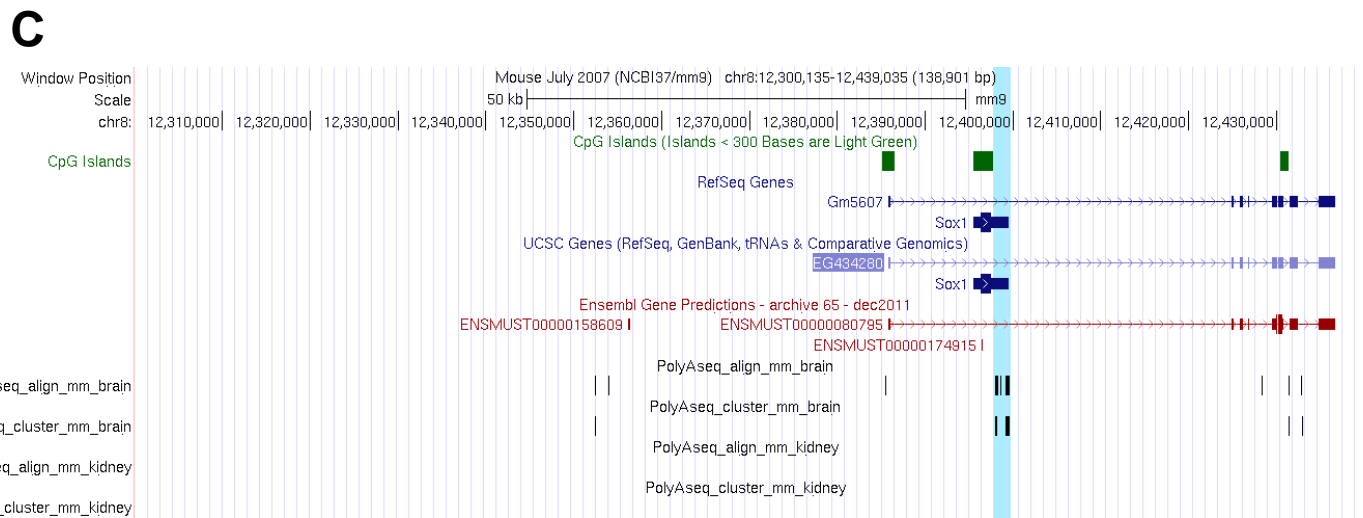 C
Window Position Mouse July 2007 (NCBI37/mm9) chr8:12,300,135-12,439,035 (138,901 bp)
Scale 50 kb mm9
chr8: 12,310,000 12,320,000 12,330,000 12,340,000 12,350,000 12,360,000 12,370,000 12,380,000 12,390,000 12,400,000 12,410,000 12,420,000 12,430,000
CpG Islands (Islands < 300 Bases are Light Green)
CpG Islands
RefSeq Genes
Gm5607
Sox1
UCSC Genes (RefSeq, GenBank, tRNAs & Comparative Genomics)
EG434280
Sox1
Ensembl Gene Predictions - archive 65 - dec2011
ENSMUST00000158609 ENSMUST00000080795
ENSMUST00000174915
PolyAseq_align_mm_brain
seq_align_mm_brain
PolyAseq_cluster_mm_brain
q_cluster_mm_brain
PolyAseq_align_mm_kidney
eq_align_mm_kidney
PolyAseq_cluster_mm_kidney
_cluster_mm_kidney